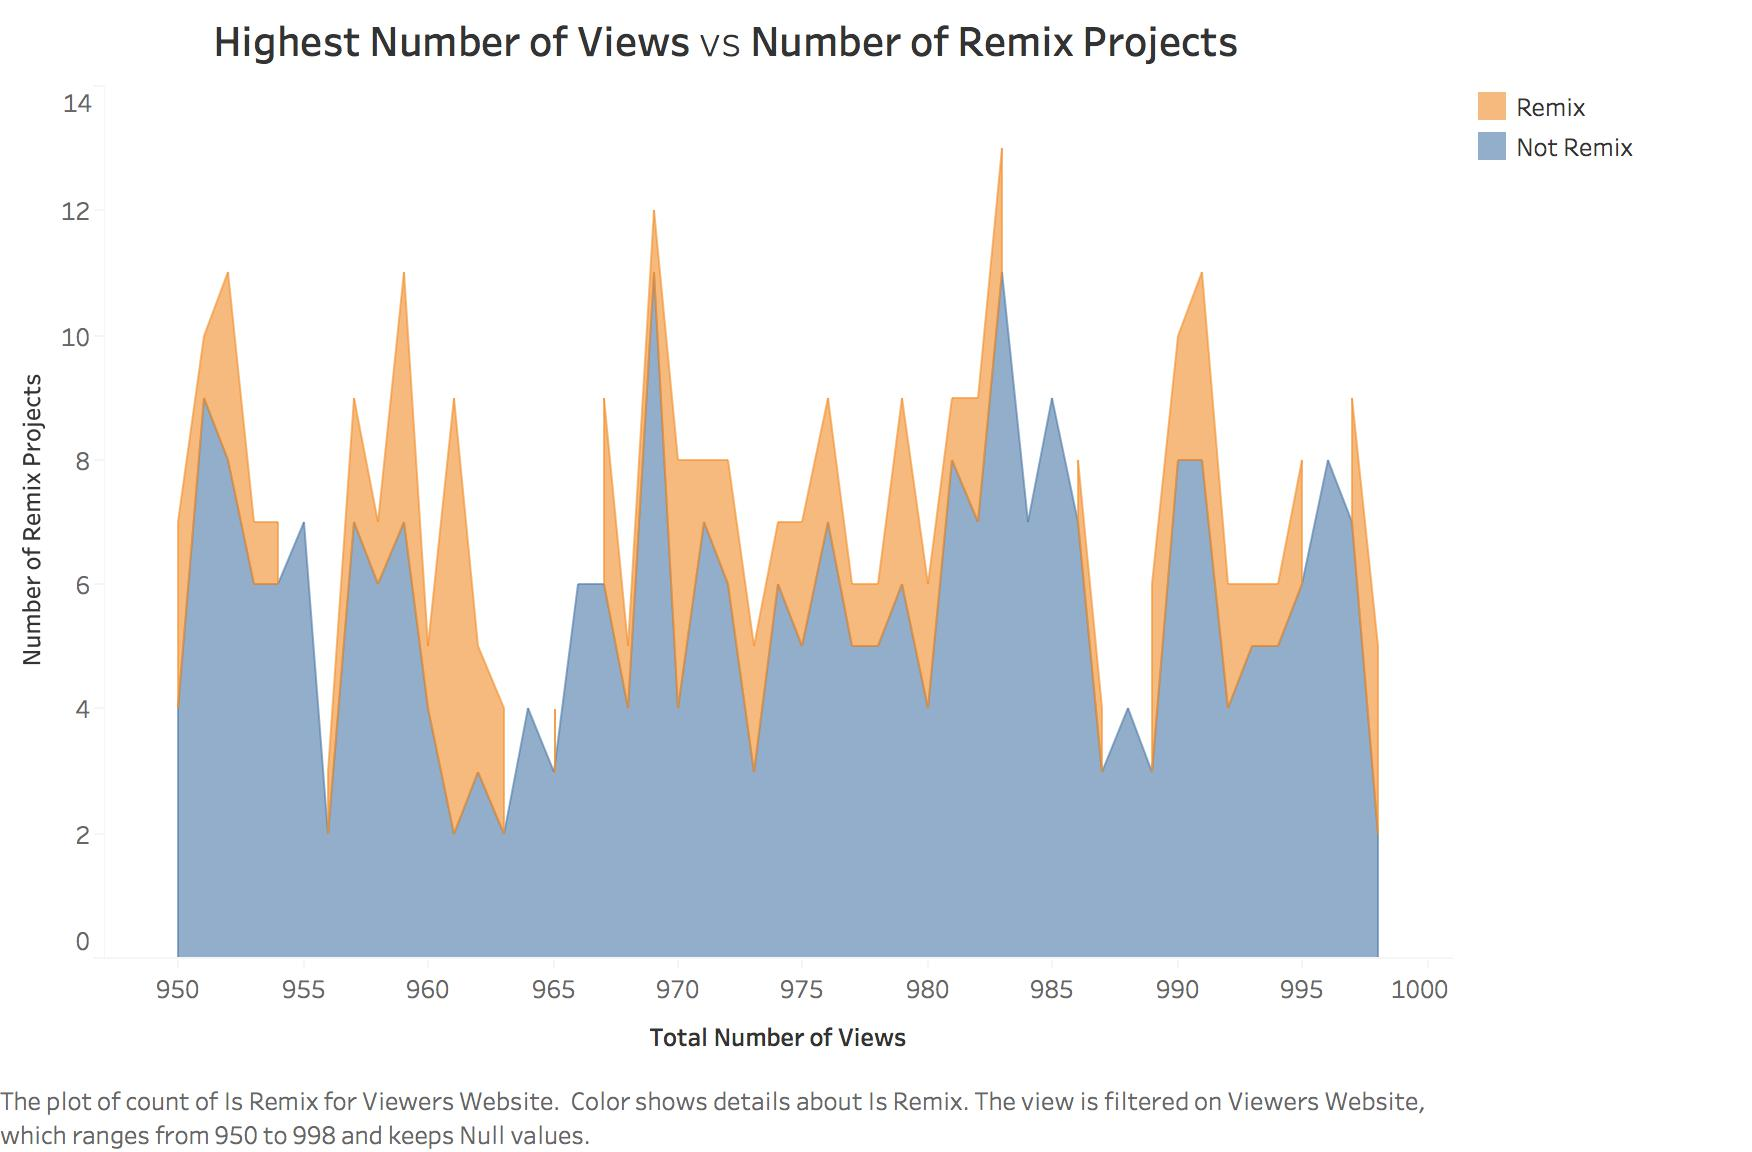 Highest Number of Views vs Number of Remix Projects
Remix
Not Remix
14
12
10
8
6
4
2
0
Number of Remix Projects
950 955 960 965 970 975 980 985 990 995 1000
Total Number of Views
The plot of count of Is Remix for Viewers Website.  Color shows details about Is Remix. The view is filtered on Viewers Website,
which ranges from 950 to 998 and keeps Null values.